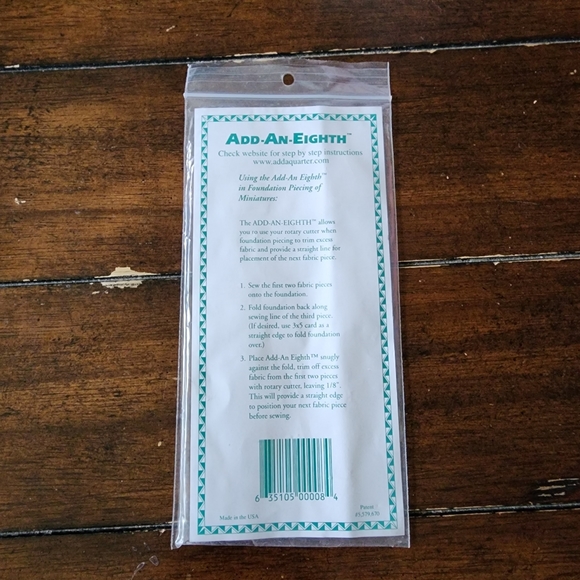 ADD-AN-EIGHTH™
Check website for step by step instructions
www.addaquarter.com
Using the Add-An Eighth™
in Foundation Piecing of
Miniatures:
The ADD-AN-EIGHTH™ allows
you to use your rotary cutter when
foundation piecing to trim excess
fabric and provide a straight line for
placement of the next fabric piece.
1. Sew the first two fabric pieces
onto the foundation.
2. Fold foundation back along
sewing line of the third piece.
(If desired, use 3x5 card as a
straight edge to fold foundation
over.)
3. Place Add-An Eighth™ snugly
against the fold, trim off excess
fabric from the first two pieces
with rotary cutter, leaving 1/8".
This will provide a straight edge
to position your next fabric piece
before sewing.
6 35105 00008 4
Made in the USA
Patent
#5,579,670